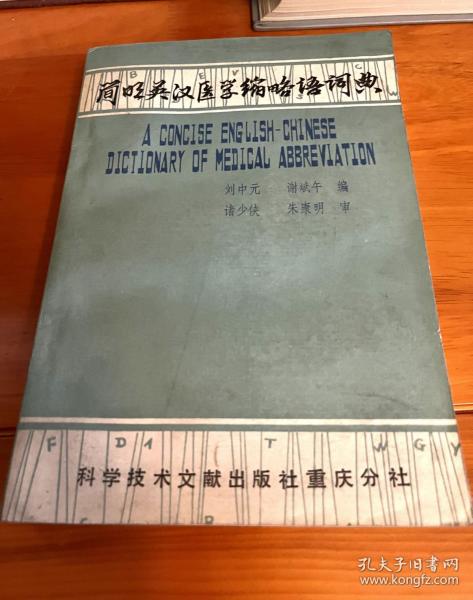 简明英汉医学缩略语词典
A CONCISE ENGLISH-CHINESE
DICTIONARY OF MEDICAL ABBREVIATION
刘中元 谢斌午 编
诸少侠 朱康明 审
F D A T W G Y
科学技术文献出版社重庆分社
孔夫子旧书网
www.kongfz.com